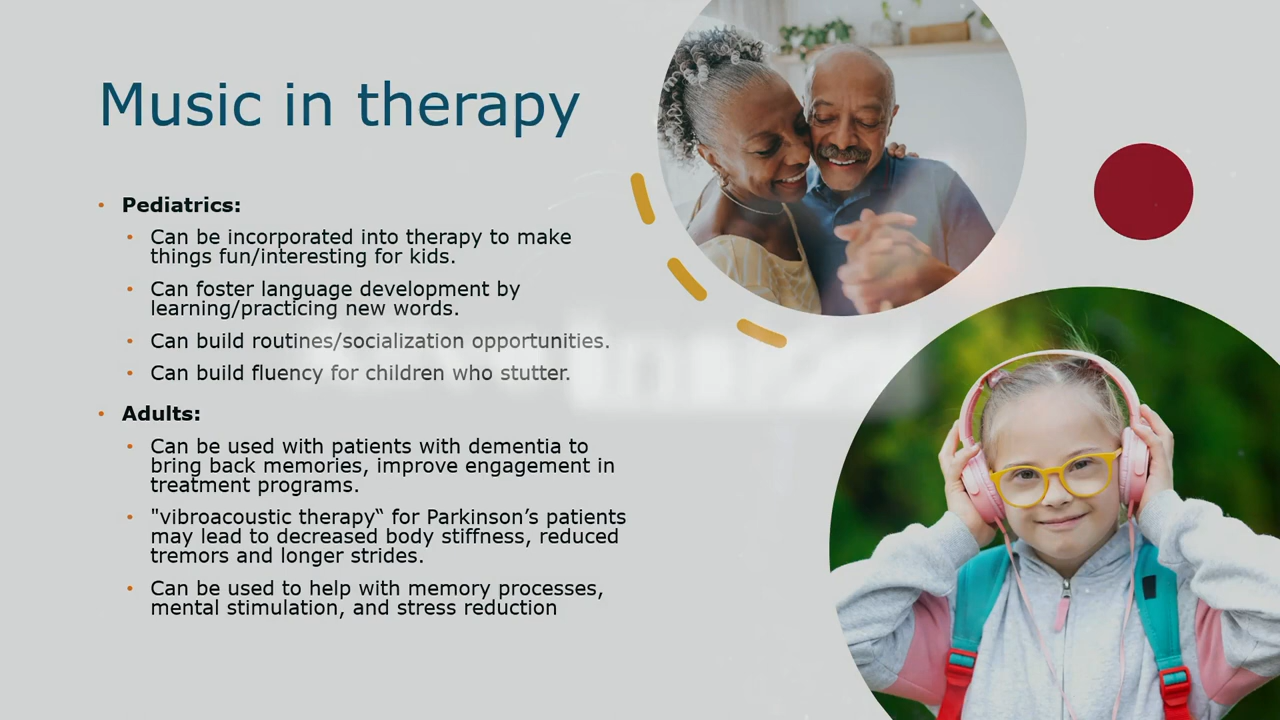 Music in therapy
Pediatrics:
Can be incorporated into therapy to make
things fun/interesting for kids.
Can foster language development by
learning/practicing new words.
Can build routines/socialization opportunities.
Can build fluency for children who stutter.
Adults:
Can be used with patients with dementia to
bring back memories, improve engagement in
treatment programs.
"vibroacoustic therapy“ for Parkinson’s patients
may lead to decreased body stiffness, reduced
tremors and longer strides.
Can be used to help with memory processes,
mental stimulation, and stress reduction